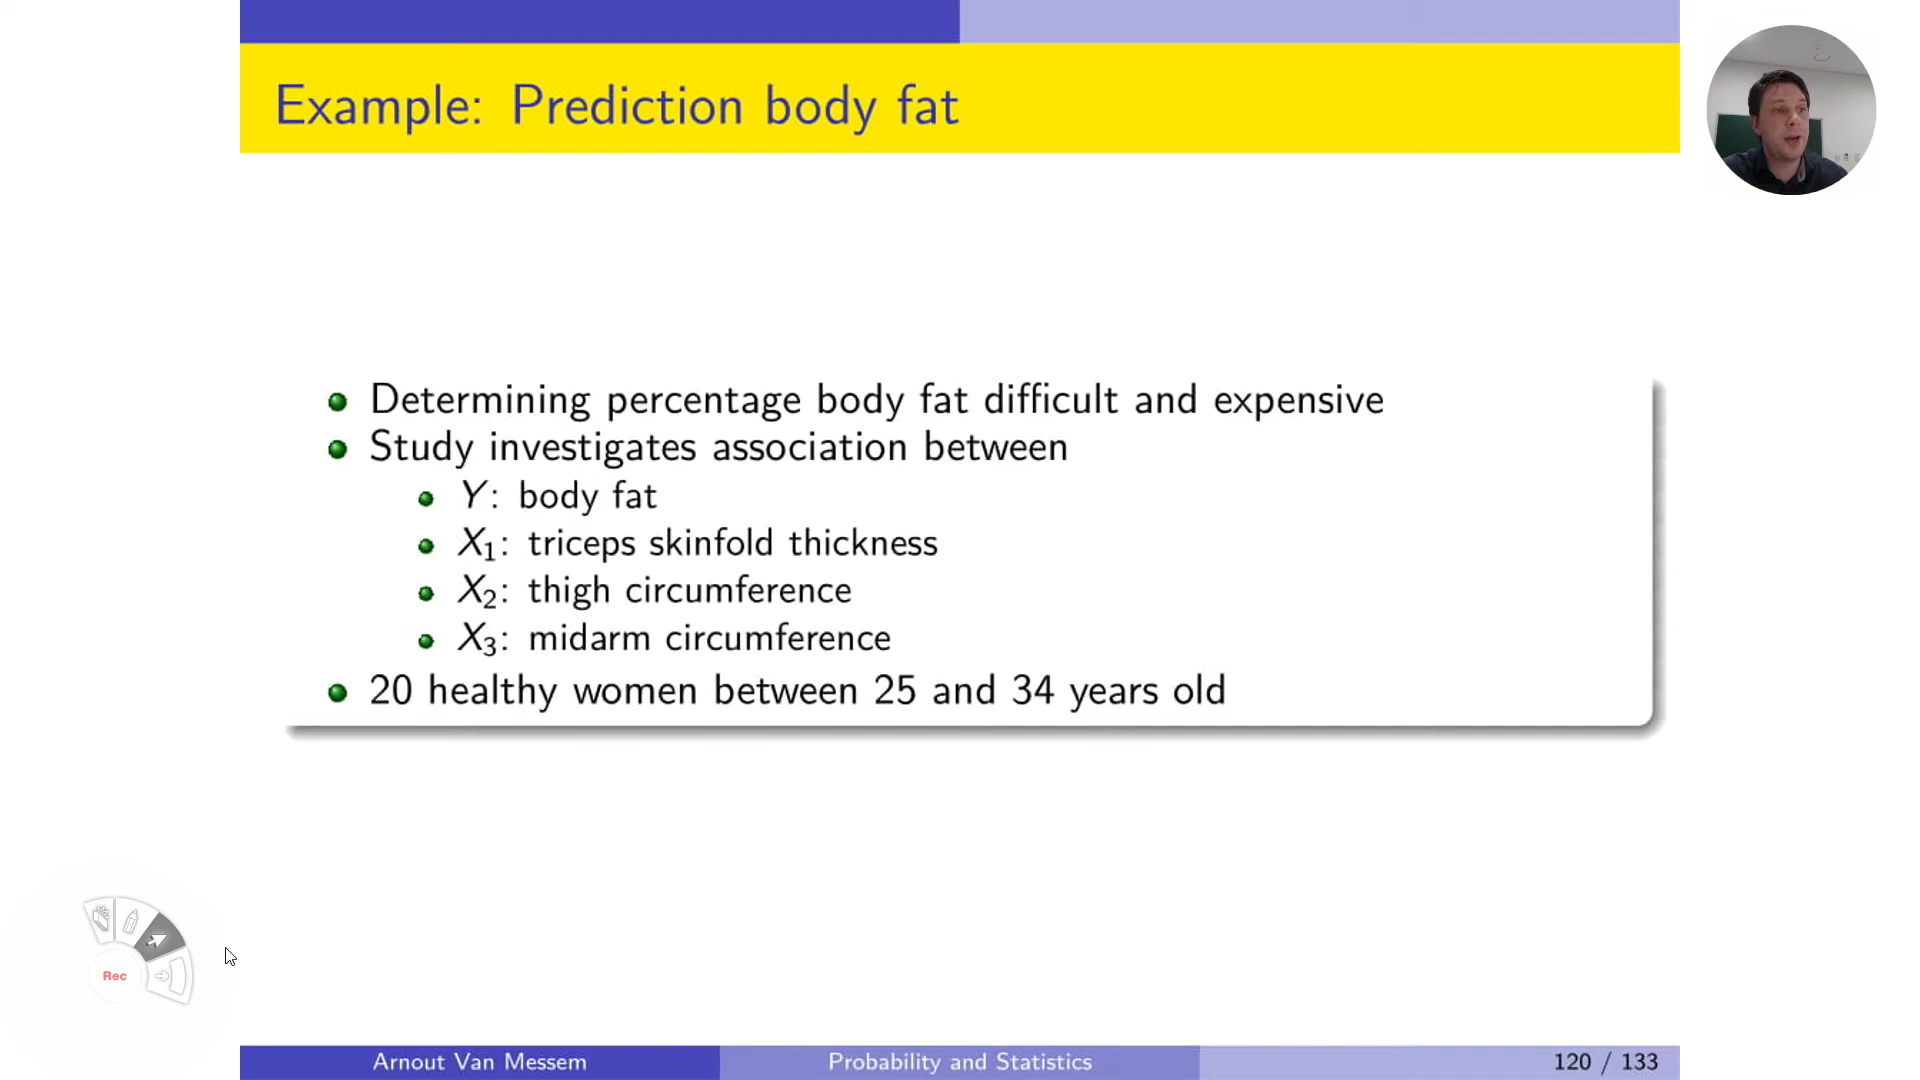 Example: Prediction body fat
Determining percentage body fat difficult and expensive
Study investigates association between
Y: body fat
X₁: triceps skinfold thickness
X₂: thigh circumference
X₃: midarm circumference
20 healthy women between 25 and 34 years old
Rec
Arnout Van Messem Probability and Statistics 120 / 133